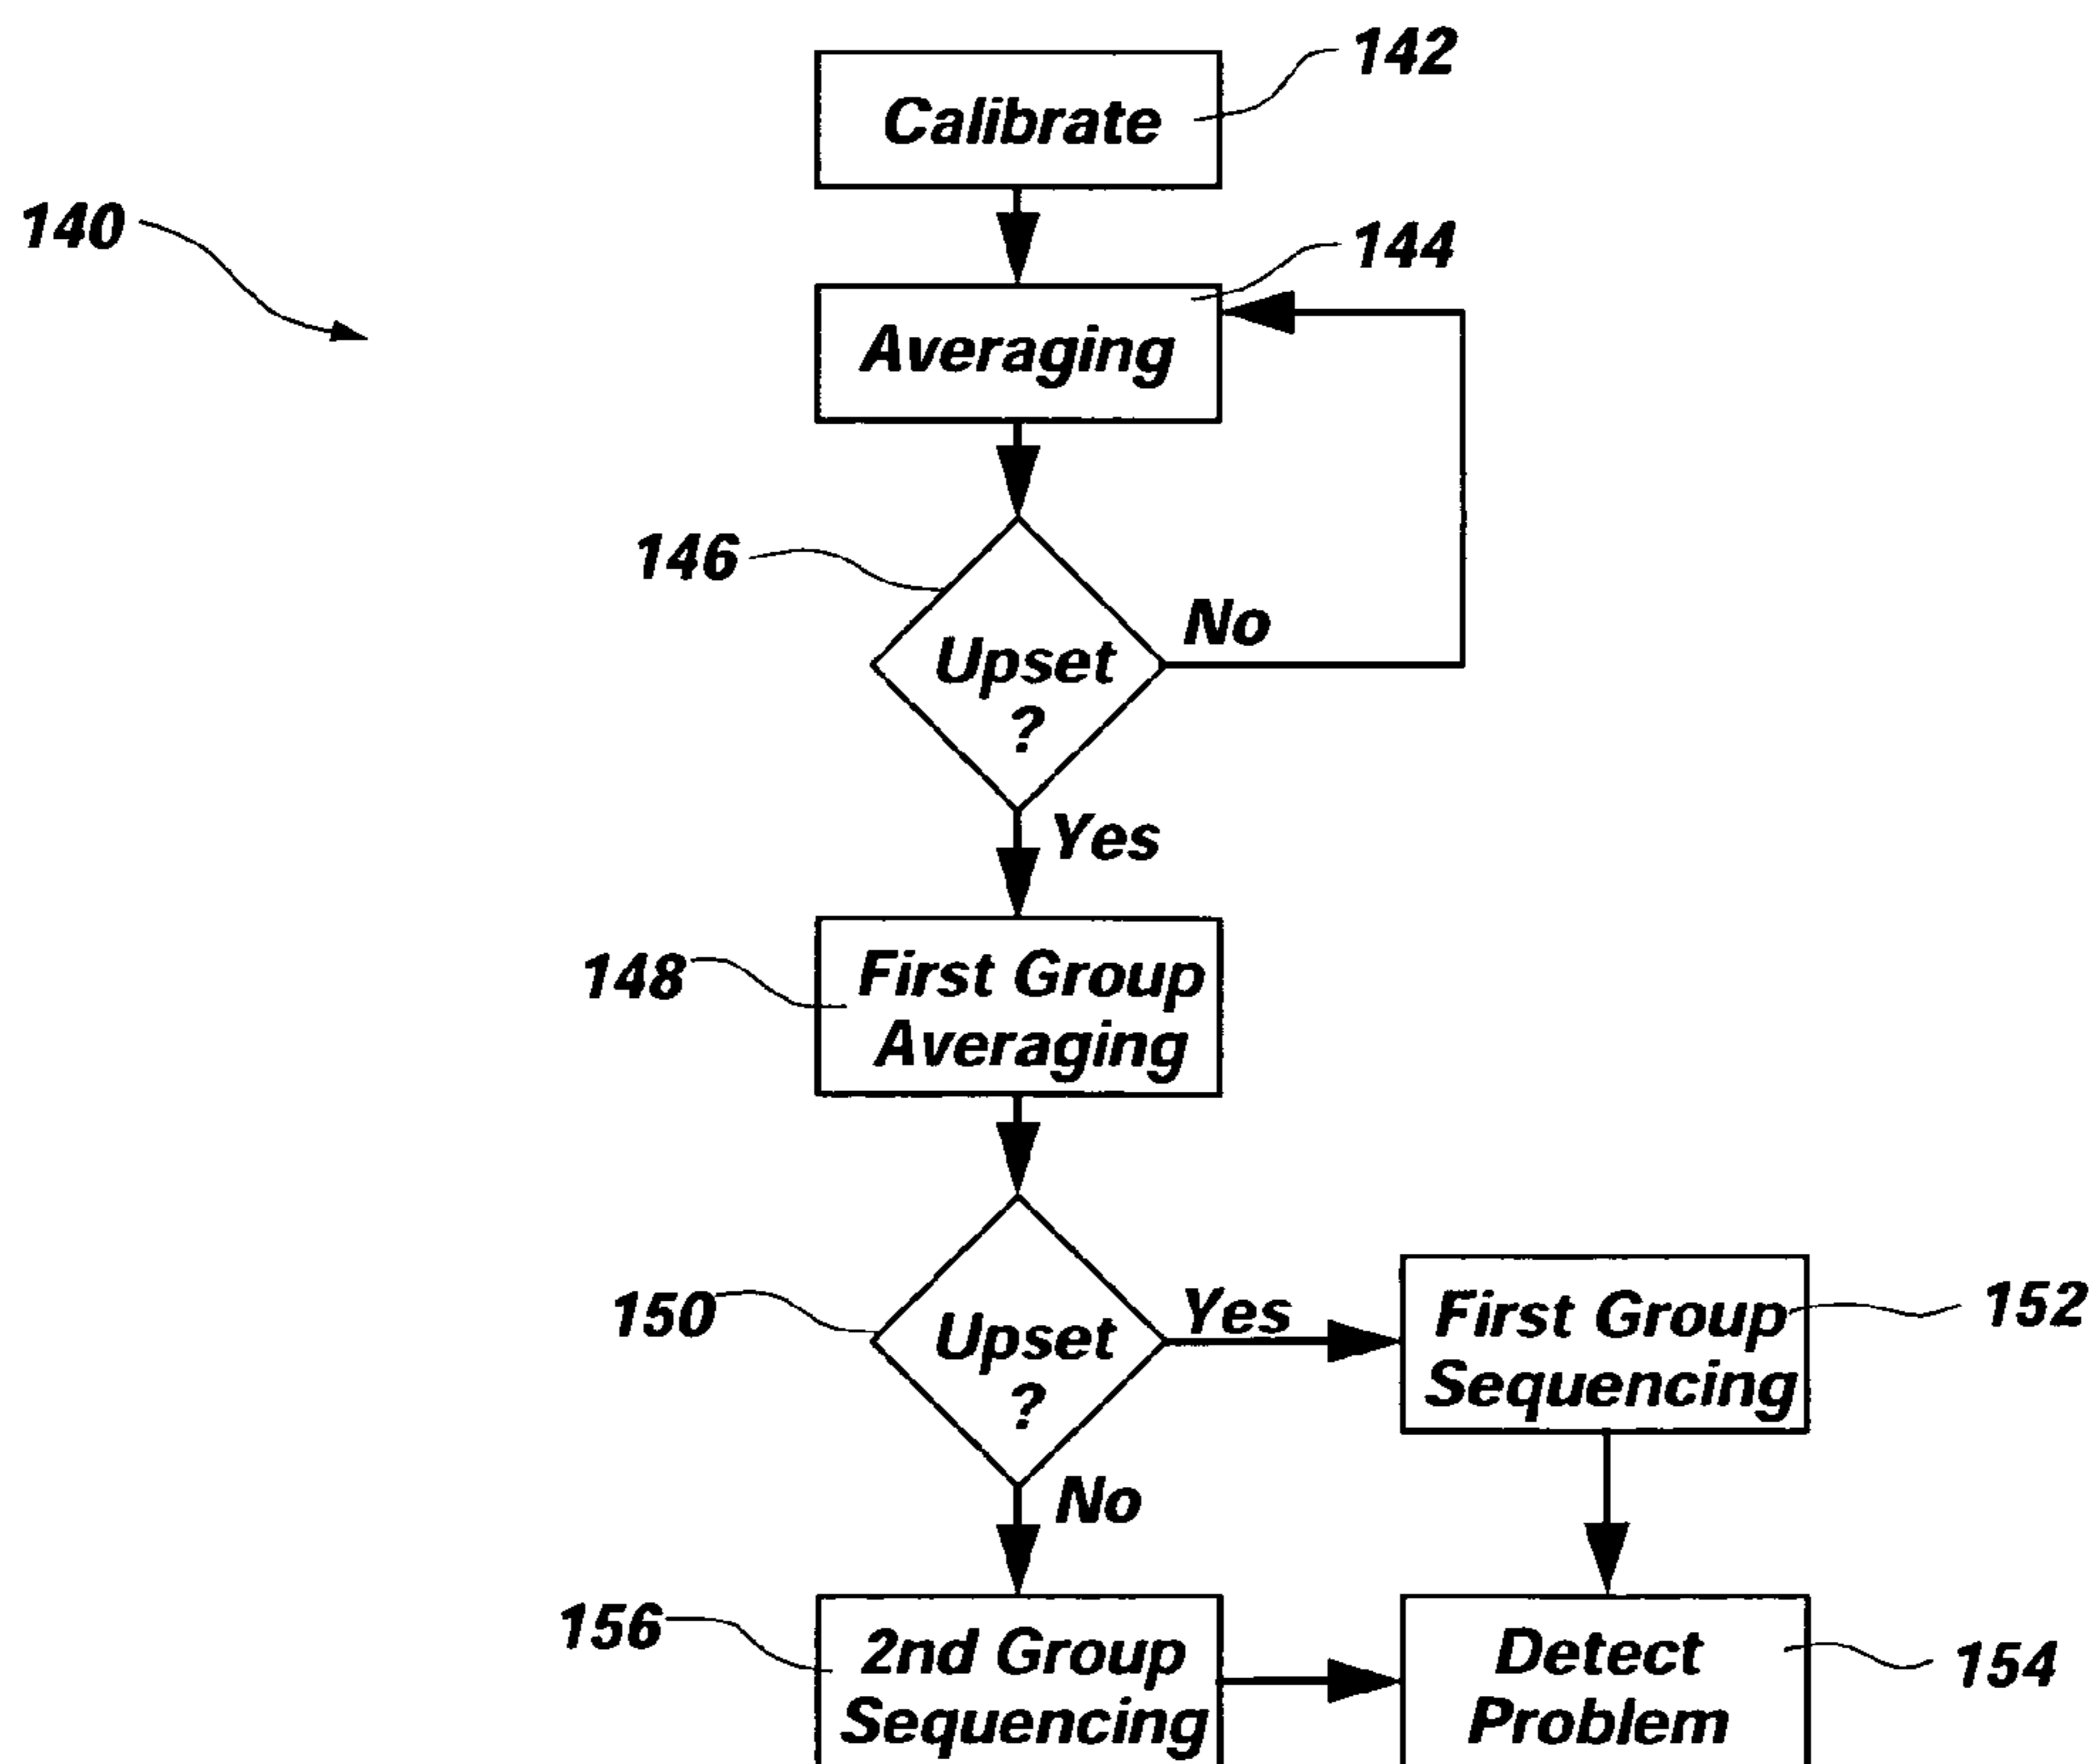 142
Calibrate
140
144
Averaging
146
No
Upset
?
Yes
148
First Group
Averaging
150
Yes
152
First Group
Sequencing
Upset
?
No
156
2nd Group
Sequencing
Detect
Problem
154